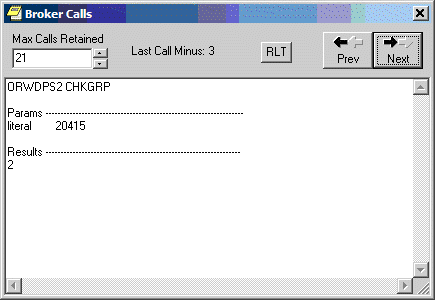 Broker Calls
Max Calls Retained
21
Last Call Minus: 3
RLT
Prev
Next
ORWDPS2 CHKGRP
Params ------------------------------------------------------------------
literal 20415
Results -----------------------------------------------------------------
2